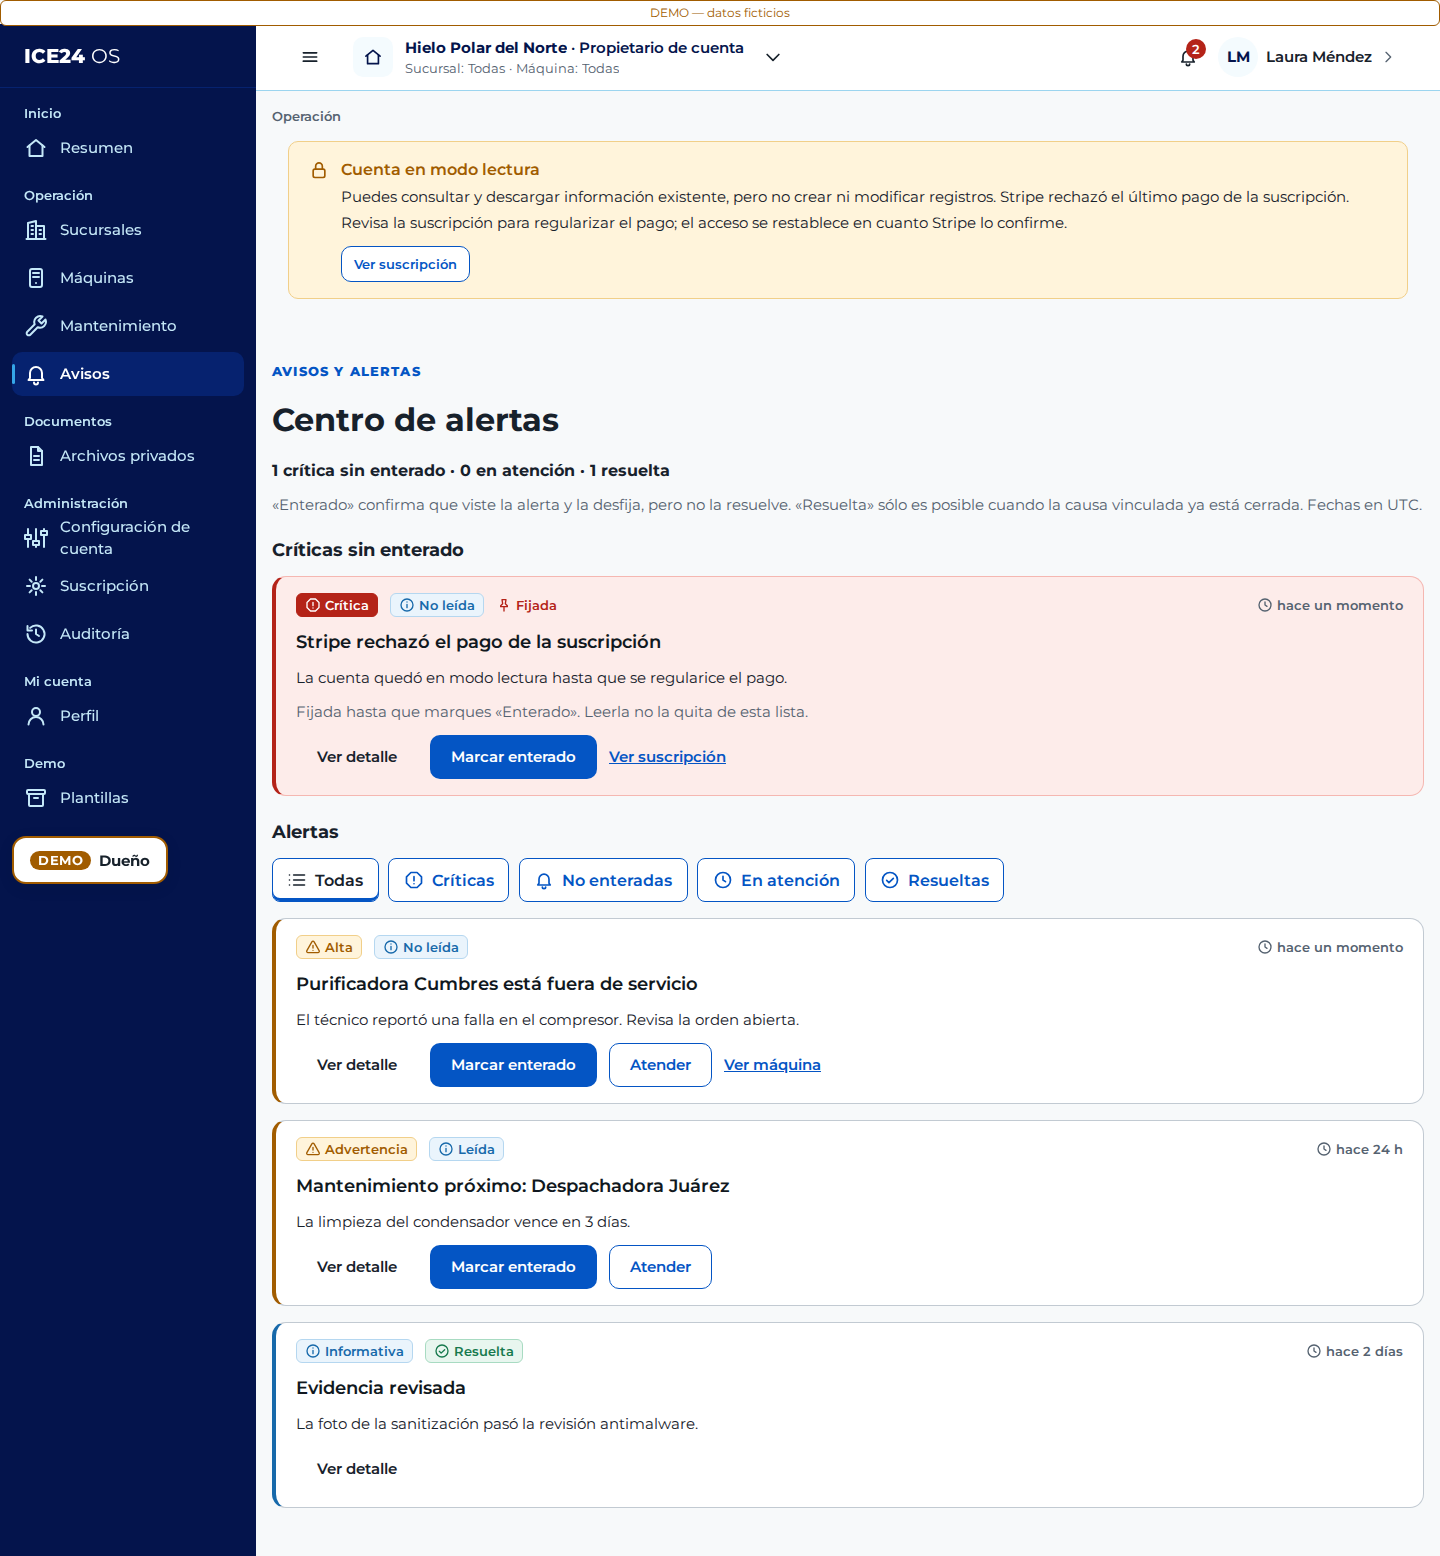 DEMO — datos ficticios
ICE24 OS
Inicio
Resumen
Operación
Sucursales
Máquinas
Mantenimiento
Avisos
Documentos
Archivos privados
Administración
Configuración de
cuenta
Suscripción
Auditoría
Mi cuenta
Perfil
Demo
Plantillas
DEMO Dueño
Hielo Polar del Norte · Propietario de cuenta
Sucursal: Todas · Máquina: Todas
2
LM Laura Méndez
Operación
Cuenta en modo lectura
Puedes consultar y descargar información existente, pero no crear ni modificar registros. Stripe rechazó el último pago de la suscripción.
Revisa la suscripción para regularizar el pago; el acceso se restablece en cuanto Stripe lo confirme.
Ver suscripción
AVISOS Y ALERTAS
Centro de alertas
1 crítica sin enterado · 0 en atención · 1 resuelta
«Enterado» confirma que viste la alerta y la desfija, pero no la resuelve. «Resuelta» sólo es posible cuando la causa vinculada ya está cerrada. Fechas en UTC.
Críticas sin enterado
Crítica No leída Fijada hace un momento
Stripe rechazó el pago de la suscripción
La cuenta quedó en modo lectura hasta que se regularice el pago.
Fijada hasta que marques «Enterado». Leerla no la quita de esta lista.
Ver detalle Marcar enterado Ver suscripción
Alertas
Todas Críticas No enteradas En atención Resueltas
Alta No leída hace un momento
Purificadora Cumbres está fuera de servicio
El técnico reportó una falla en el compresor. Revisa la orden abierta.
Ver detalle Marcar enterado Atender Ver máquina
Advertencia Leída hace 24 h
Mantenimiento próximo: Despachadora Juárez
La limpieza del condensador vence en 3 días.
Ver detalle Marcar enterado Atender
Informativa Resuelta hace 2 días
Evidencia revisada
La foto de la sanitización pasó la revisión antimalware.
Ver detalle